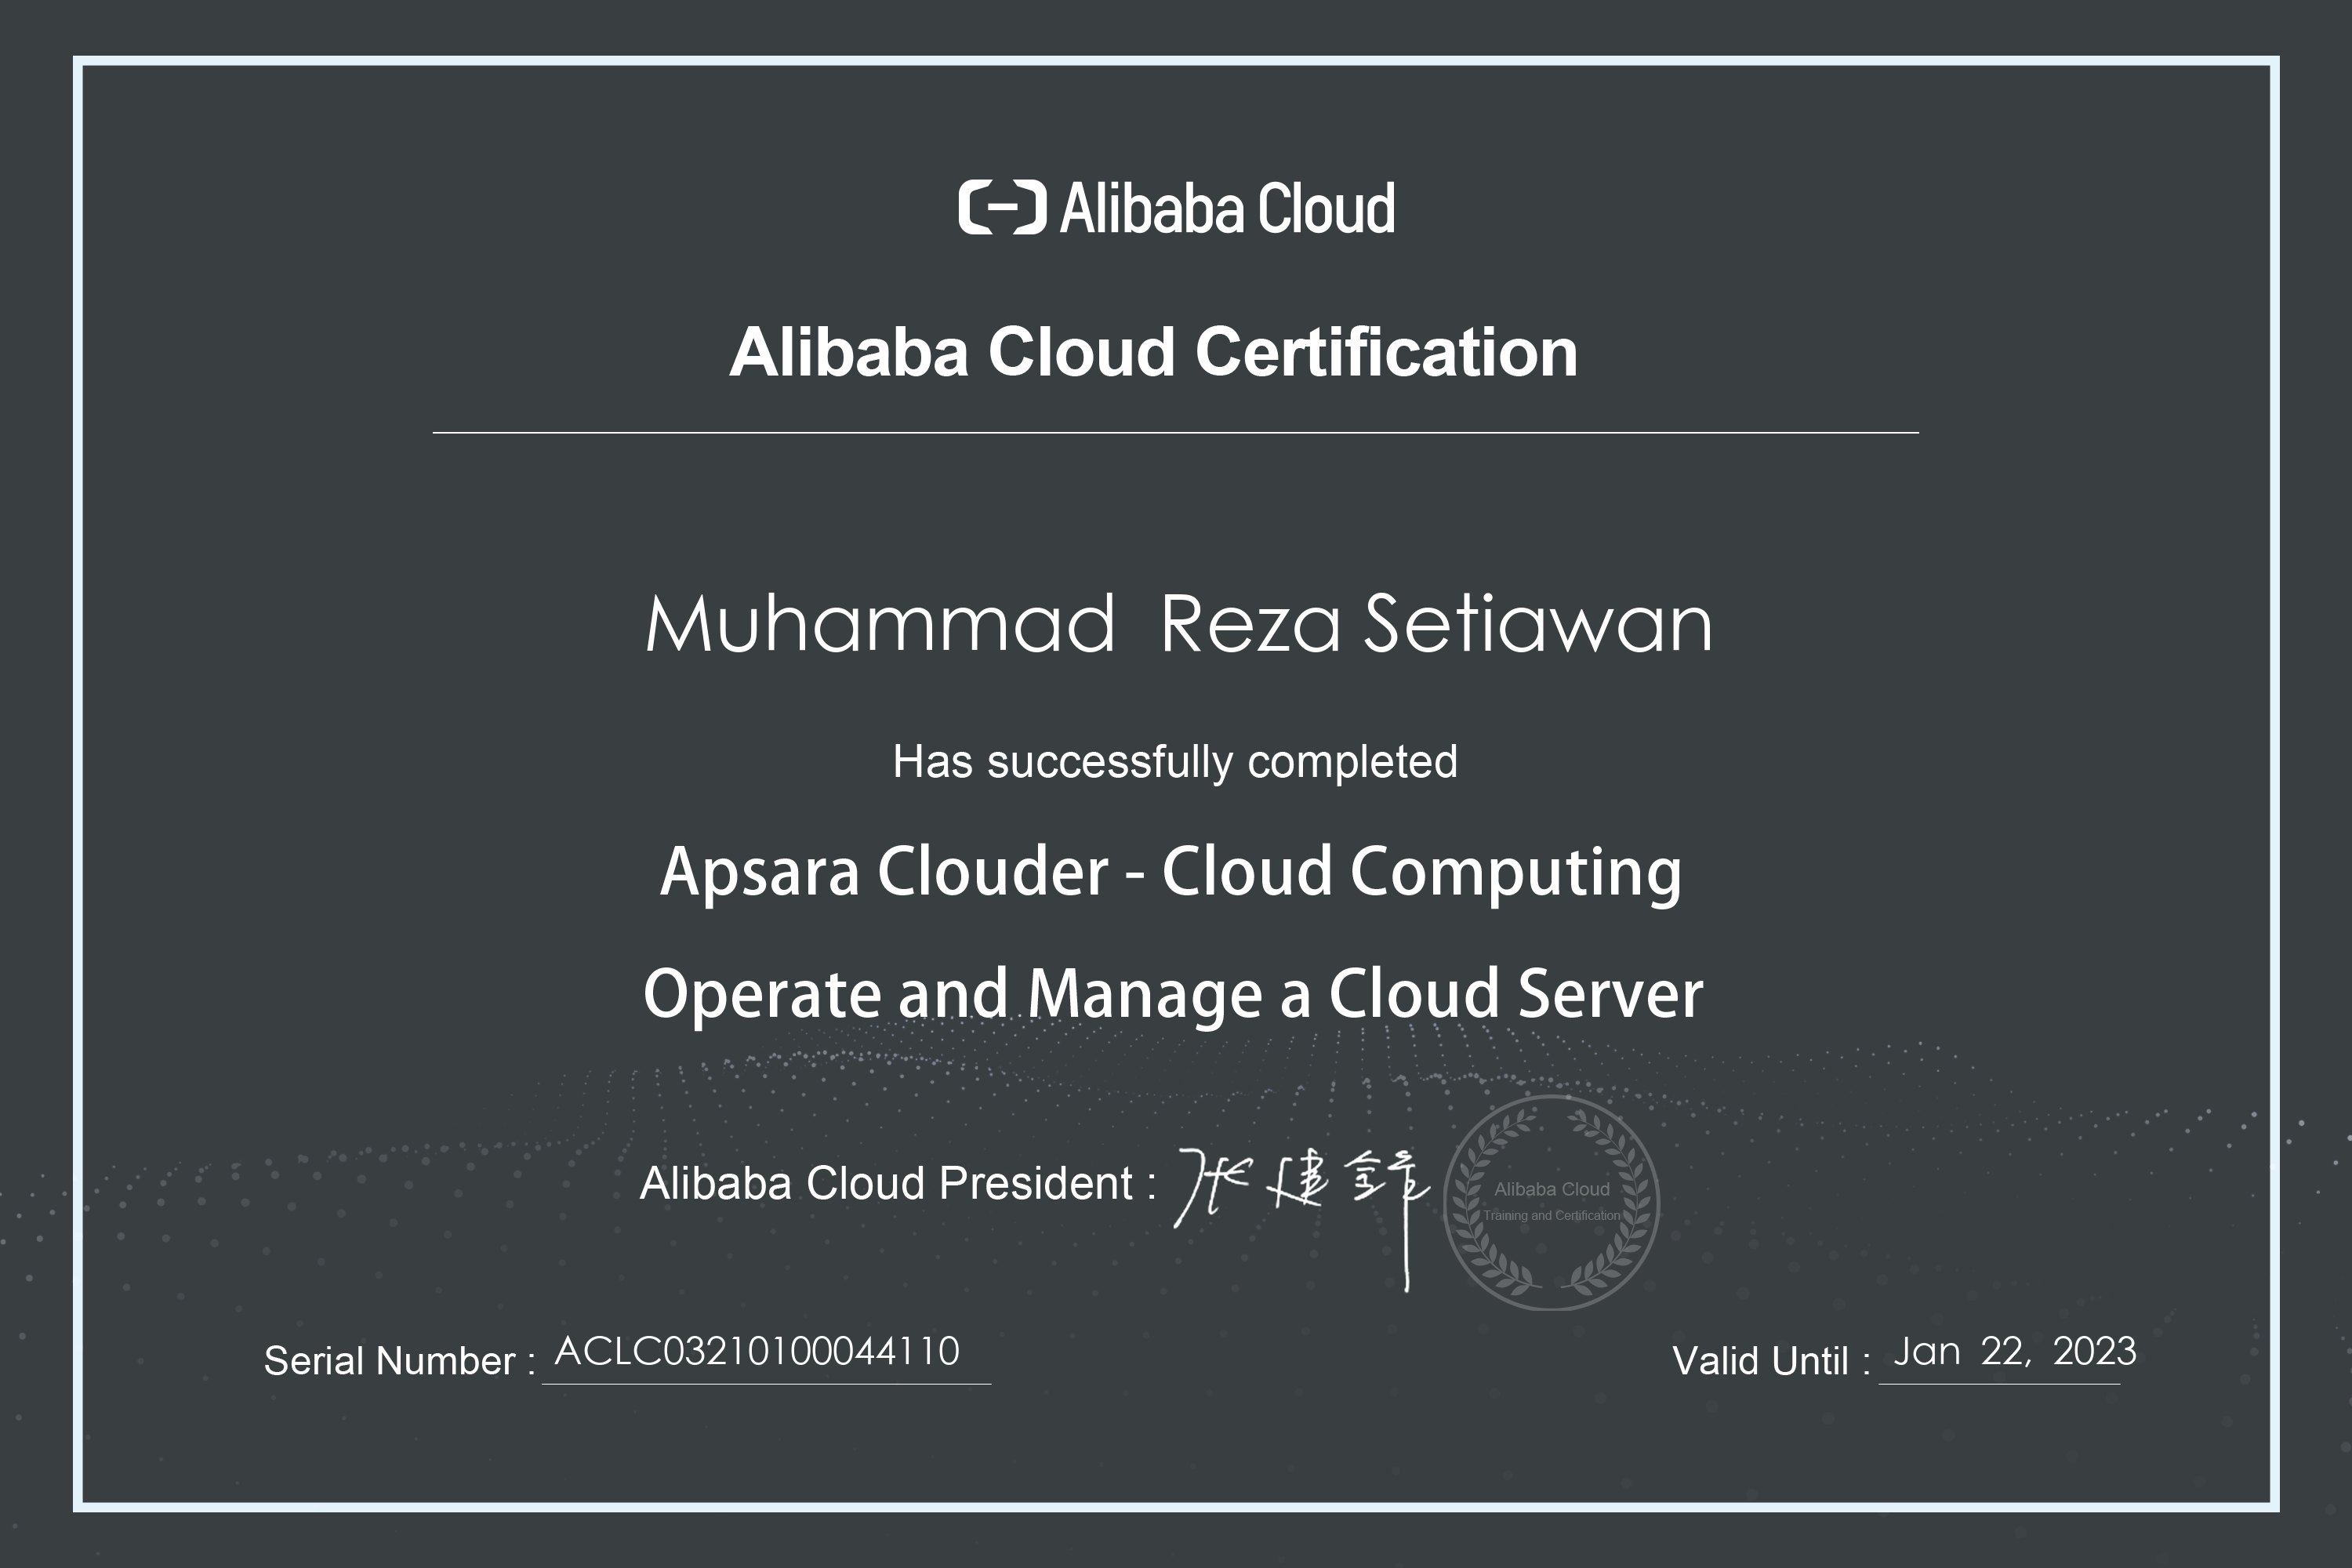 Alibaba Cloud
Alibaba Cloud Certification
Muhammad Reza Setiawan
Has successfully completed
Apsara Clouder - Cloud Computing
Operate and Manage a Cloud Server
Alibaba Cloud President : 张建锋
Alibaba Cloud
Training and Certification
Serial Number : ACLC03210100044110
Valid Until : Jan 22, 2023